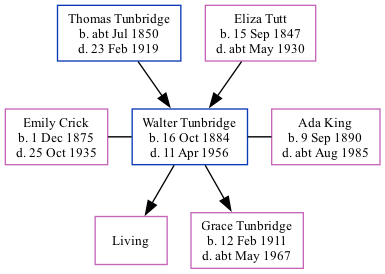 Thomas Tunbridge
b. abt Jul 1850
d. 23 Feb 1919
Eliza Tutt
b. 15 Sep 1847
d. abt May 1930
Emily Crick
b. 1 Dec 1875
d. 25 Oct 1935
Walter Tunbridge
b. 16 Oct 1884
d. 11 Apr 1956
Ada King
b. 9 Sep 1890
d. abt Aug 1985
Living
Grace Tunbridge
b. 12 Feb 1911
d. abt May 1967